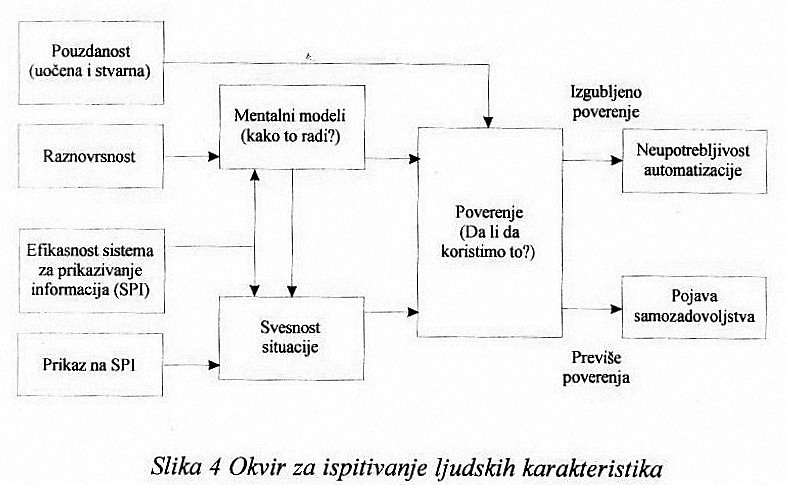 Pouzdanost
(uočena i stvarna)
Raznovrsnost
Efikasnost sistema
za prikazivanje
informacija (SPI)
Prikaz na SPI
Mentalni modeli
(kako to radi?)
Svesnost
situacije
Poverenje
(Da li da
koristimo to?)
Izgubljeno
poverenje
Neupotrebljivost
automatizacije
Pojava
samozadovoljstva
Previše
poverenja
Slika 4 Okvir za ispitivanje ljudskih karakteristika